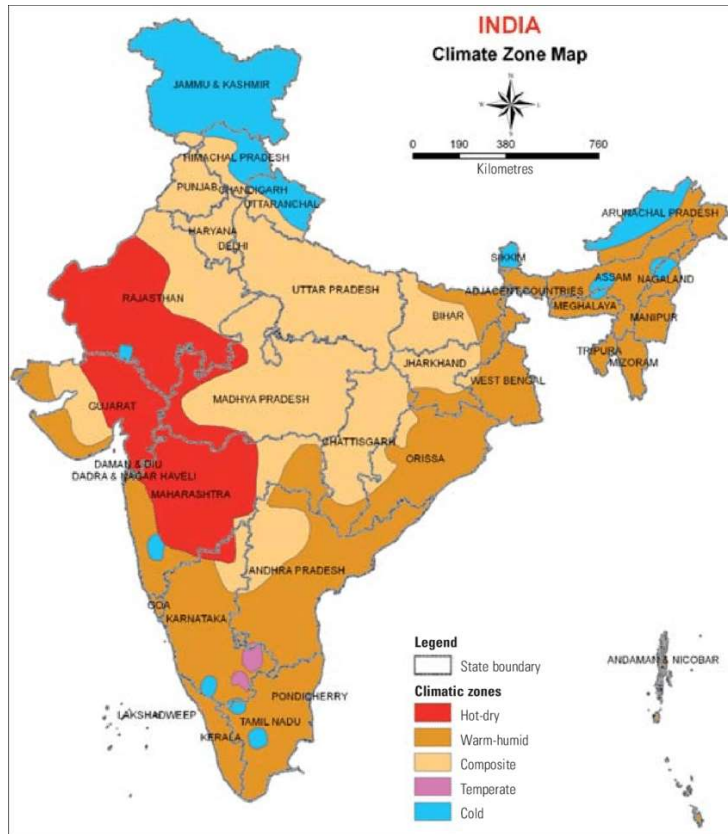 INDIA
Climate Zone Map
N
0 190 380 760
Kilometres
JAMMU & KASHMIR
HIMACHAL PRADESH
PUNJAB
CHANDIGARH
UTTARANCHAL
HARYANA
DELHI
ARUNACHAL PRADESH
SIKKIM
RAJASTHAN
UTTAR PRADESH
ADJACENT COUNTRIES
ASSAM
NAGALAND
MEGHALAYA
BIHAR
MANIPUR
JHARKHAND
TRIPURA
MIZORAM
WEST BENGAL
GUJARAT
MADHYA PRADESH
CHATTISGARH
ORISSA
DAMAN & DIU
DADRA & NAGAR HAVELI
MAHARASHTRA
ANDHRA PRADESH
GOA
KARNATAKA
PONDICHERRY
LAKSHADWEEP
TAMIL NADU
KERALA
ANDAMAN & NICOBAR
Legend
State boundary
Climatic zones
Hot-dry
Warm-humid
Composite
Temperate
Cold